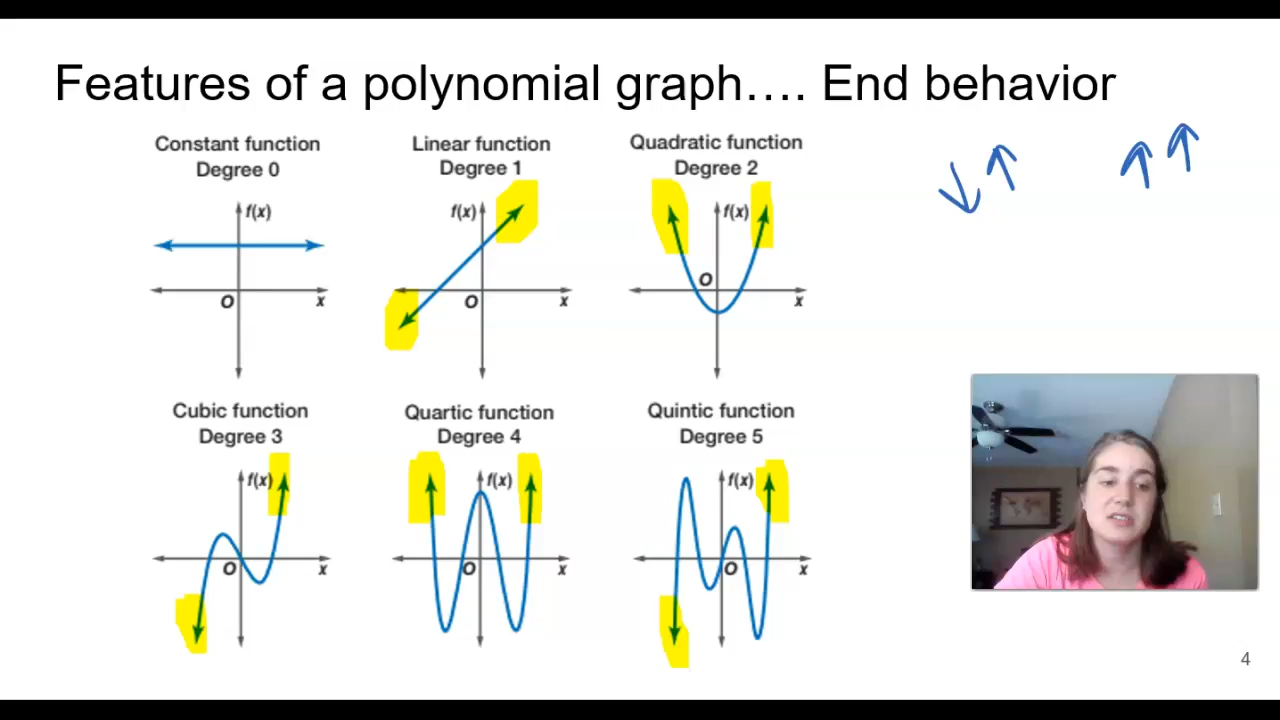 Features of a polynomial graph…. End behavior
Constant function
Degree 0
f(x)
O
x
Linear function
Degree 1
f(x)
O
x
Quadratic function
Degree 2
f(x)
O
x
Cubic function
Degree 3
f(x)
O
x
Quartic function
Degree 4
f(x)
O
x
Quintic function
Degree 5
f(x)
O
x
4